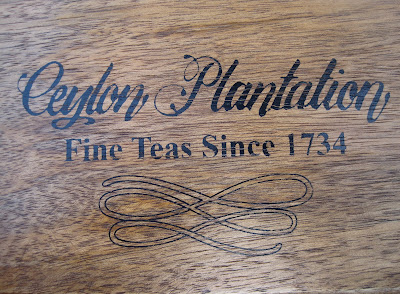 Ceylon Plantation
Fine Teas Since 1734